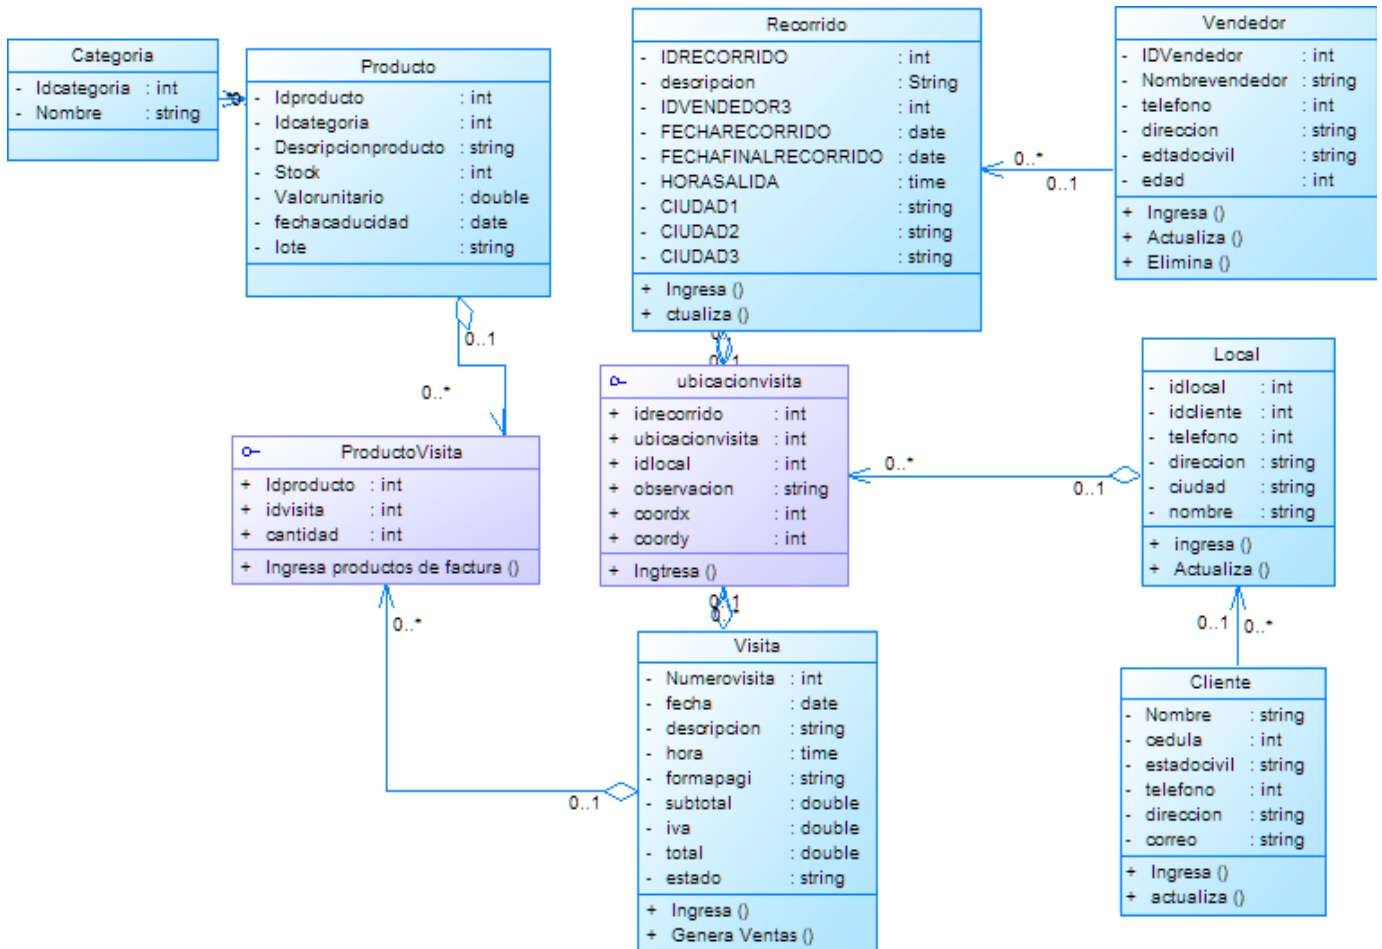 Categoria
- Idcategoria : int
- Nombre : string
Producto
- Idproducto : int
- Idcategoria : int
- Descripcionproducto : string
- Stock : int
- Valorunitario : double
- fechacaducidad : date
- lote : string
0..1
0..*
Recorrido
- IDRECORRIDO : int
- descripcion : String
- IDVENDEDOR3 : int
- FECHARECORRIDO : date
- FECHAFINALRECORRIDO : date
- HORASALIDA : time
- CIUDAD1 : string
- CIUDAD2 : string
- CIUDAD3 : string
+ Ingresa ()
+ ctualiza ()
0..*
0..1
Vendedor
- IDVendedor : int
- Nombrevendedor : string
- telefono : int
- direccion : string
- edtadocivil : string
- edad : int
+ Ingresa ()
+ Actualiza ()
+ Elimina ()
ProductoVisita
+ Idproducto : int
+ idvisita : int
+ cantidad : int
+ Ingresa productos de factura ()
0..*
0..1
ubicacionvisita
+ idrecorrido : int
+ ubicacionvisita : int
+ idlocal : int
+ observacion : string
+ coordx : int
+ coordy : int
+ Ingtresa ()
0..*
0..1
Local
- idlocal : int
- idcliente : int
- telefono : int
- direccion : string
- ciudad : string
- nombre : string
+ ingresa ()
+ Actualiza ()
0..1 0..*
Visita
- Numerovisita : int
- fecha : date
- descripcion : string
- hora : time
- formapagi : string
- subtotal : double
- iva : double
- total : double
- estado : string
+ Ingresa ()
+ Genera Ventas ()
Cliente
- Nombre : string
- cedula : int
- estadocivil : string
- telefono : int
- direccion : string
- correo : string
+ Ingresa ()
+ actualiza ()